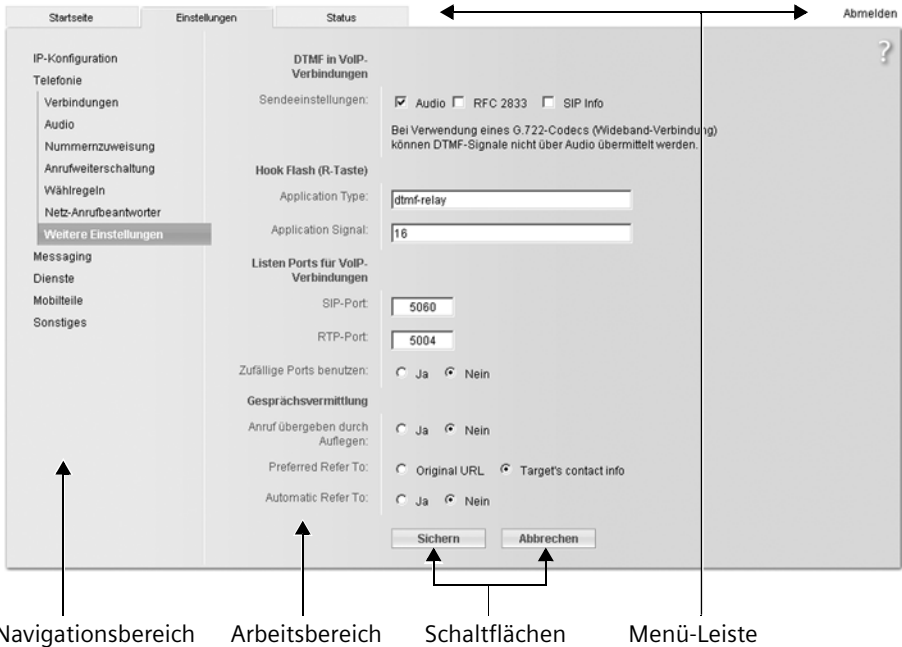 Startseite Einstellungen Status Abmelden
?
IP-Konfiguration
Telefonie
Verbindungen
Audio
Nummernzuweisung
Anrufweiterschaltung
Wählregeln
Netz-Anrufbeantworter
Weitere Einstellungen
Messaging
Dienste
Mobilteile
Sonstiges
DTMF in VoIP-
Verbindungen
Sendeeinstellungen: Audio RFC 2833 SIP Info
Bei Verwendung eines G.722-Codecs (Wideband-Verbindung)
können DTMF-Signale nicht über Audio übermittelt werden.
Hook Flash (R-Taste)
Application Type: dtmf-relay
Application Signal: 16
Listen Ports für VoIP-
Verbindungen
SIP-Port: 5060
RTP-Port: 5004
Zufällige Ports benutzen: Ja Nein
Gesprächsvermittlung
Anruf übergeben durch
Auflegen: Ja Nein
Preferred Refer To: Original URL Target's contact info
Automatic Refer To: Ja Nein
Sichern Abbrechen
Navigationsbereich Arbeitsbereich Schaltflächen Menü-Leiste